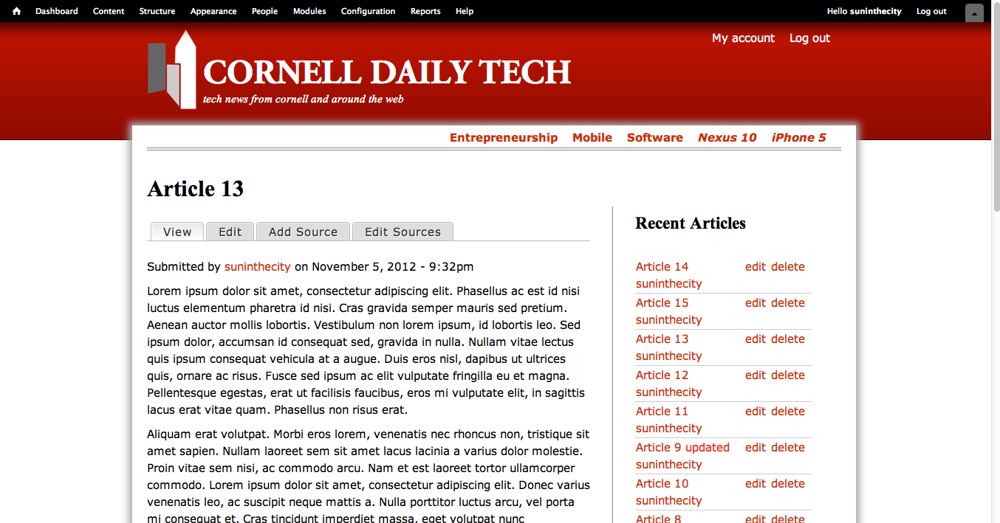 Dashboard Content Structure Appearance People Modules Configuration Reports Help Hello suninthecity Log out
My account Log out
CORNELL DAILY TECH
tech news from cornell and around the web
Entrepreneurship Mobile Software Nexus 10 iPhone 5
Article 13
View Edit Add Source Edit Sources
Submitted by suninthecity on November 5, 2012 - 9:32pm
Lorem ipsum dolor sit amet, consectetur adipiscing elit. Phasellus ac est id nisi
luctus elementum pharetra id nisi. Cras gravida semper mauris sed pretium.
Aenean auctor mollis lobortis. Vestibulum non lorem ipsum, id lobortis leo. Sed
ipsum dolor, accumsan id consequat sed, gravida in nulla. Nullam vitae lectus
quis ipsum consequat vehicula at a augue. Duis eros nisl, dapibus ut ultrices
quis, ornare ac risus. Fusce sed ipsum ac elit vulputate fringilla eu et magna.
Pellentesque egestas, erat ut facilisis faucibus, eros mi vulputate elit, in sagittis
lacus erat vitae quam. Phasellus non risus erat.
Aliquam erat volutpat. Morbi eros lorem, venenatis nec rhoncus non, tristique sit
amet sapien. Nullam laoreet sem sit amet lacus lacinia a varius dolor molestie.
Proin vitae sem nisi, ac commodo arcu. Nam et est laoreet tortor ullamcorper
commodo. Lorem ipsum dolor sit amet, consectetur adipiscing elit. Donec varius
venenatis leo, ac suscipit neque mattis a. Nulla porttitor luctus arcu, vel porta
mi consequat et. Cras tincidunt imperdiet massa, eget volutpat nunc
Recent Articles
Article 14 edit delete
suninthecity
Article 15 edit delete
suninthecity
Article 13 edit delete
suninthecity
Article 12 edit delete
suninthecity
Article 11 edit delete
suninthecity
Article 9 updated edit delete
suninthecity
Article 10 edit delete
suninthecity
Article 8 edit delete